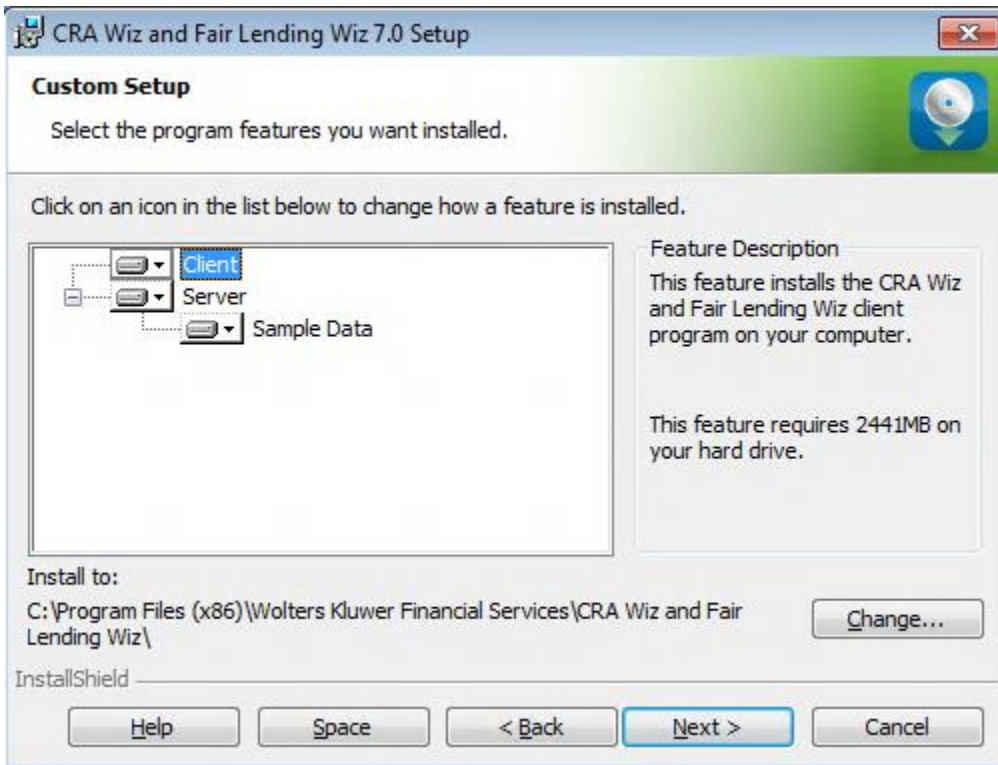 CRA Wiz and Fair Lending Wiz 7.0 Setup
Custom Setup
Select the program features you want installed.
Click on an icon in the list below to change how a feature is installed.
Client
Server
Sample Data
Feature Description
This feature installs the CRA Wiz
and Fair Lending Wiz client
program on your computer.
This feature requires 2441MB on
your hard drive.
Install to:
C:\Program Files (x86)\Wolters Kluwer Financial Services\CRA Wiz and Fair
Lending Wiz\
Change...
InstallShield
Help
Space
< Back
Next >
Cancel